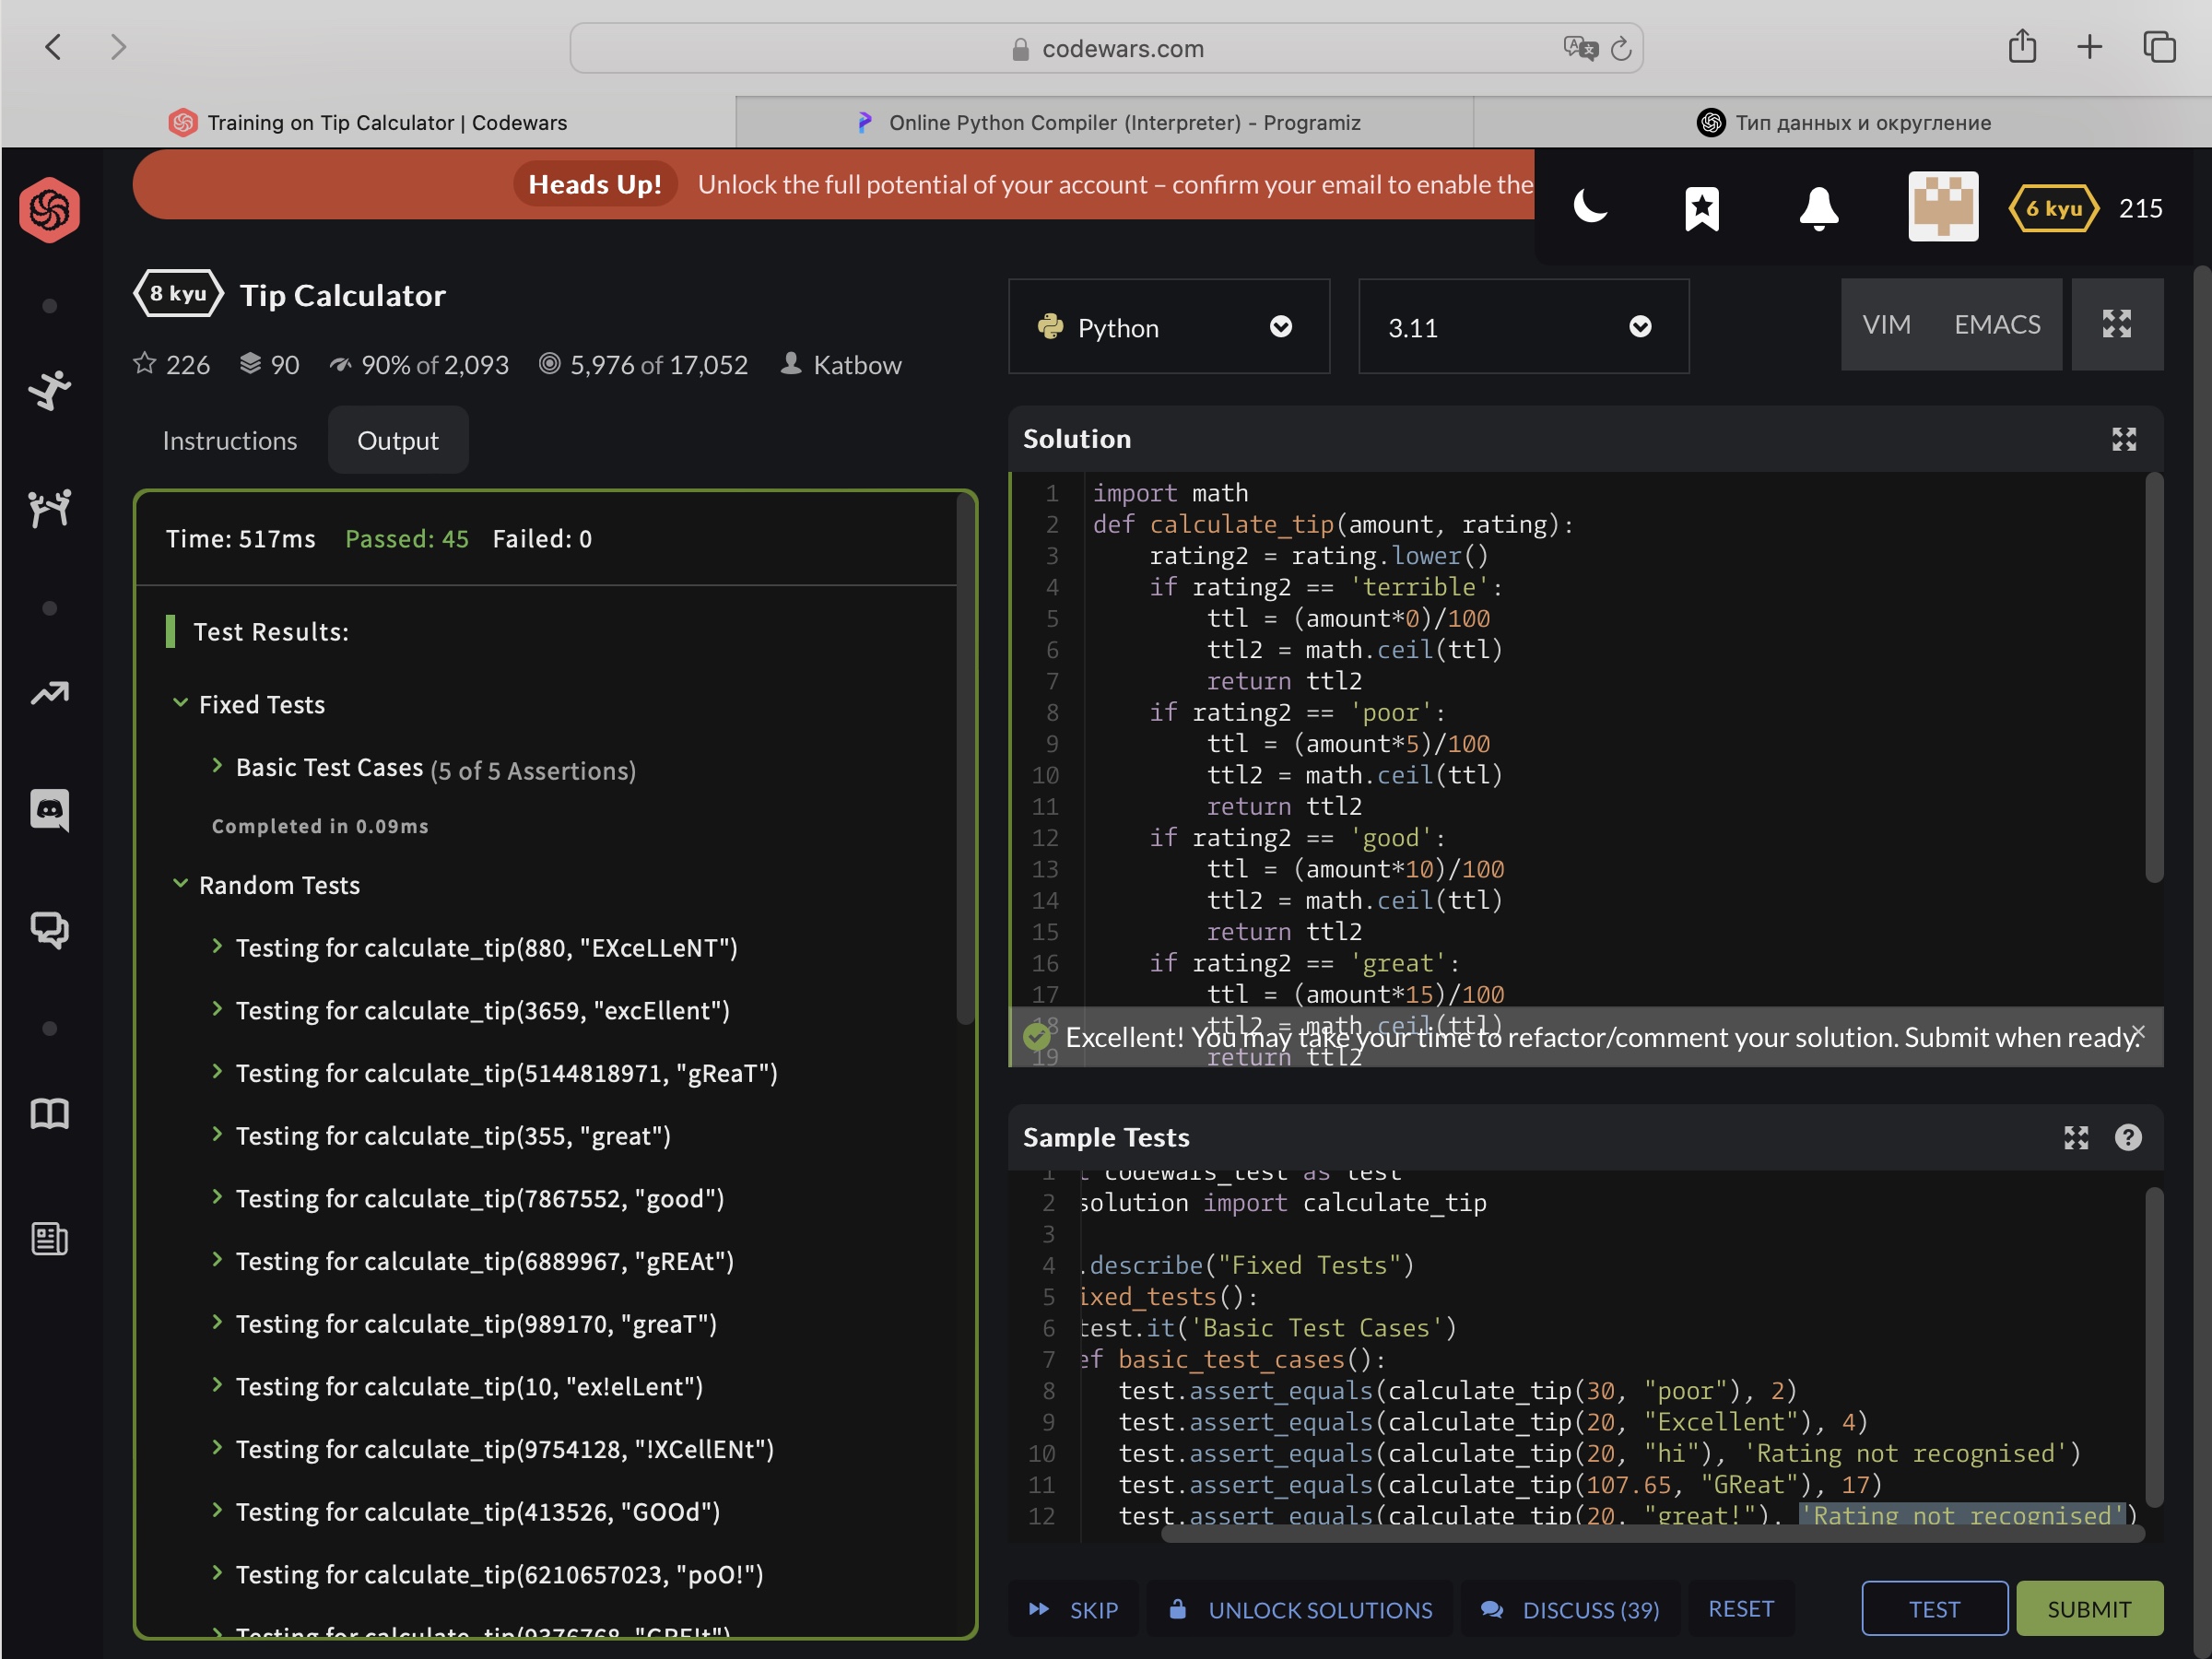 codewars.com
Training on Tip Calculator | Codewars
Online Python Compiler (Interpreter) - Programiz
Тип данных и округление
Heads Up! Unlock the full potential of your account – confirm your email to enable the
6 kyu 215
8 kyu Tip Calculator
226 90 90% of 2,093 5,976 of 17,052 Katbow
Instructions
Output
Time: 517ms Passed: 45 Failed: 0
Test Results:
Fixed Tests
Basic Test Cases (5 of 5 Assertions)
Completed in 0.09ms
Random Tests
Testing for calculate_tip(880, "EXceLLeNT")
Testing for calculate_tip(3659, "excEllent")
Testing for calculate_tip(5144818971, "gReaT")
Testing for calculate_tip(355, "great")
Testing for calculate_tip(7867552, "good")
Testing for calculate_tip(6889967, "gREAt")
Testing for calculate_tip(989170, "greaT")
Testing for calculate_tip(10, "ex!elLent")
Testing for calculate_tip(9754128, "!XCellENt")
Testing for calculate_tip(413526, "GOOd")
Testing for calculate_tip(6210657023, "poO!")
Testing for calculate_tip(9376768, "GREI!t")
Python
3.11
VIM EMACS
Solution
1 import math
2 def calculate_tip(amount, rating):
3 rating2 = rating.lower()
4 if rating2 == 'terrible':
5 ttl = (amount*0)/100
6 ttl2 = math.ceil(ttl)
7 return ttl2
8 if rating2 == 'poor':
9 ttl = (amount*5)/100
10 ttl2 = math.ceil(ttl)
11 return ttl2
12 if rating2 == 'good':
13 ttl = (amount*10)/100
14 ttl2 = math.ceil(ttl)
15 return ttl2
16 if rating2 == 'great':
17 ttl = (amount*15)/100
18 ttl2 = math.ceil(ttl)
Excellent! You may take your time to refactor/comment your solution. Submit when ready.
19 return ttl2
Sample Tests
1 t codewars_test as test
2 solution import calculate_tip
3
4 .describe("Fixed Tests")
5 ixed_tests():
6 test.it('Basic Test Cases')
7 ef basic_test_cases():
8 test.assert_equals(calculate_tip(30, "poor"), 2)
9 test.assert_equals(calculate_tip(20, "Excellent"), 4)
10 test.assert_equals(calculate_tip(20, "hi"), 'Rating not recognised')
11 test.assert_equals(calculate_tip(107.65, "GReat"), 17)
12 test.assert_equals(calculate_tip(20, "great!"), 'Rating not recognised')
SKIP
UNLOCK SOLUTIONS
DISCUSS (39)
RESET
TEST
SUBMIT